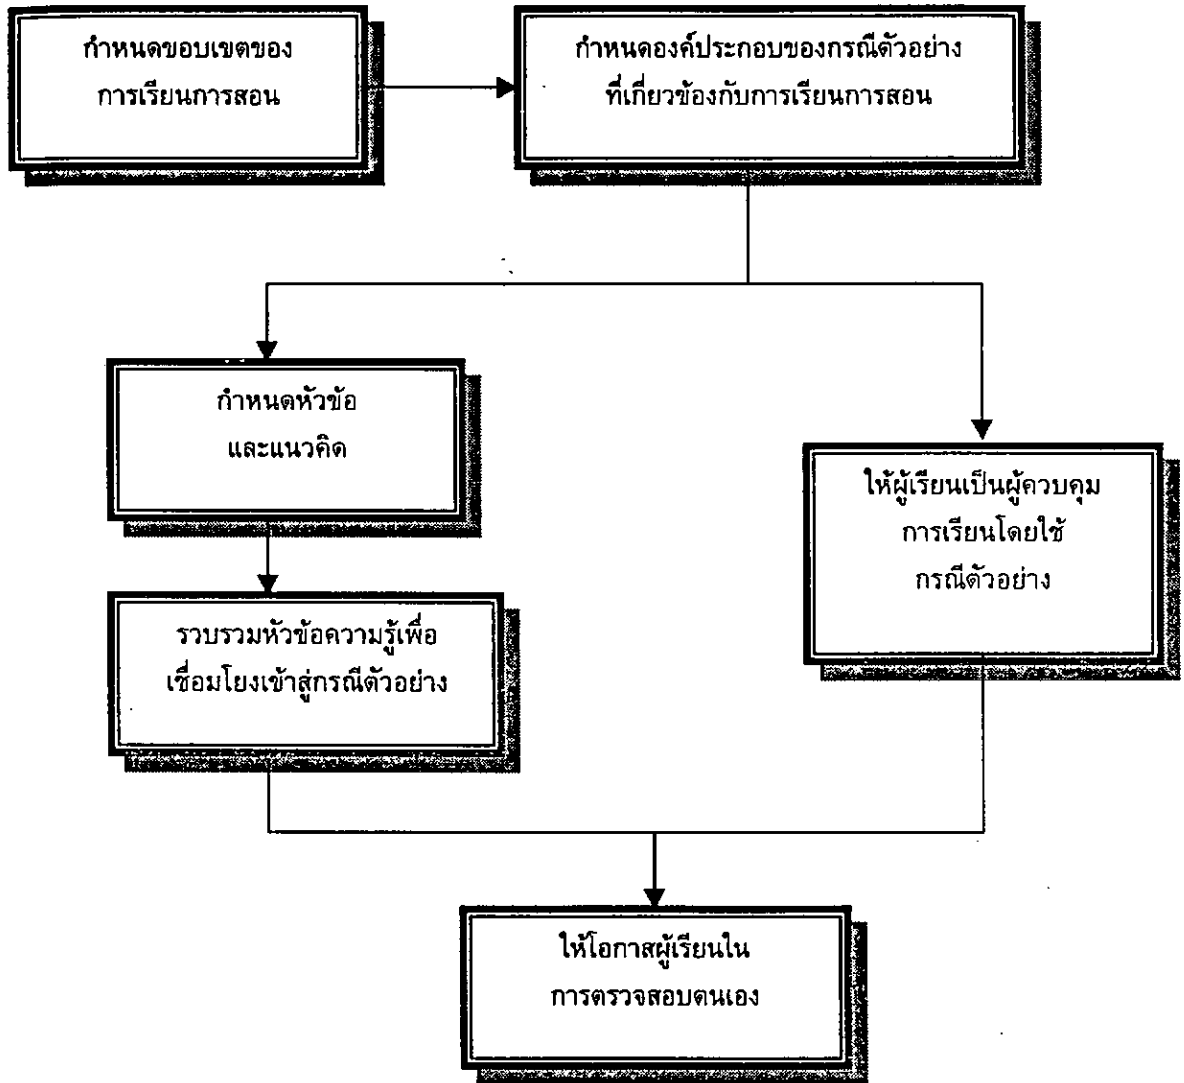 กำหนดขอบเขตของ
การเรียนการสอน
กำหนดองค์ประกอบของกรณีตัวอย่าง
ที่เกี่ยวข้องกับการเรียนการสอน
กำหนดหัวข้อ
และแนวคิด
ให้ผู้เรียนเป็นผู้ควบคุม
การเรียนโดยใช้
กรณีตัวอย่าง
รวบรวมหัวข้อความรู้เพื่อ
เชื่อมโยงเข้าสู่กรณีตัวอย่าง
ให้โอกาสผู้เรียนใน
การตรวจสอบตนเอง